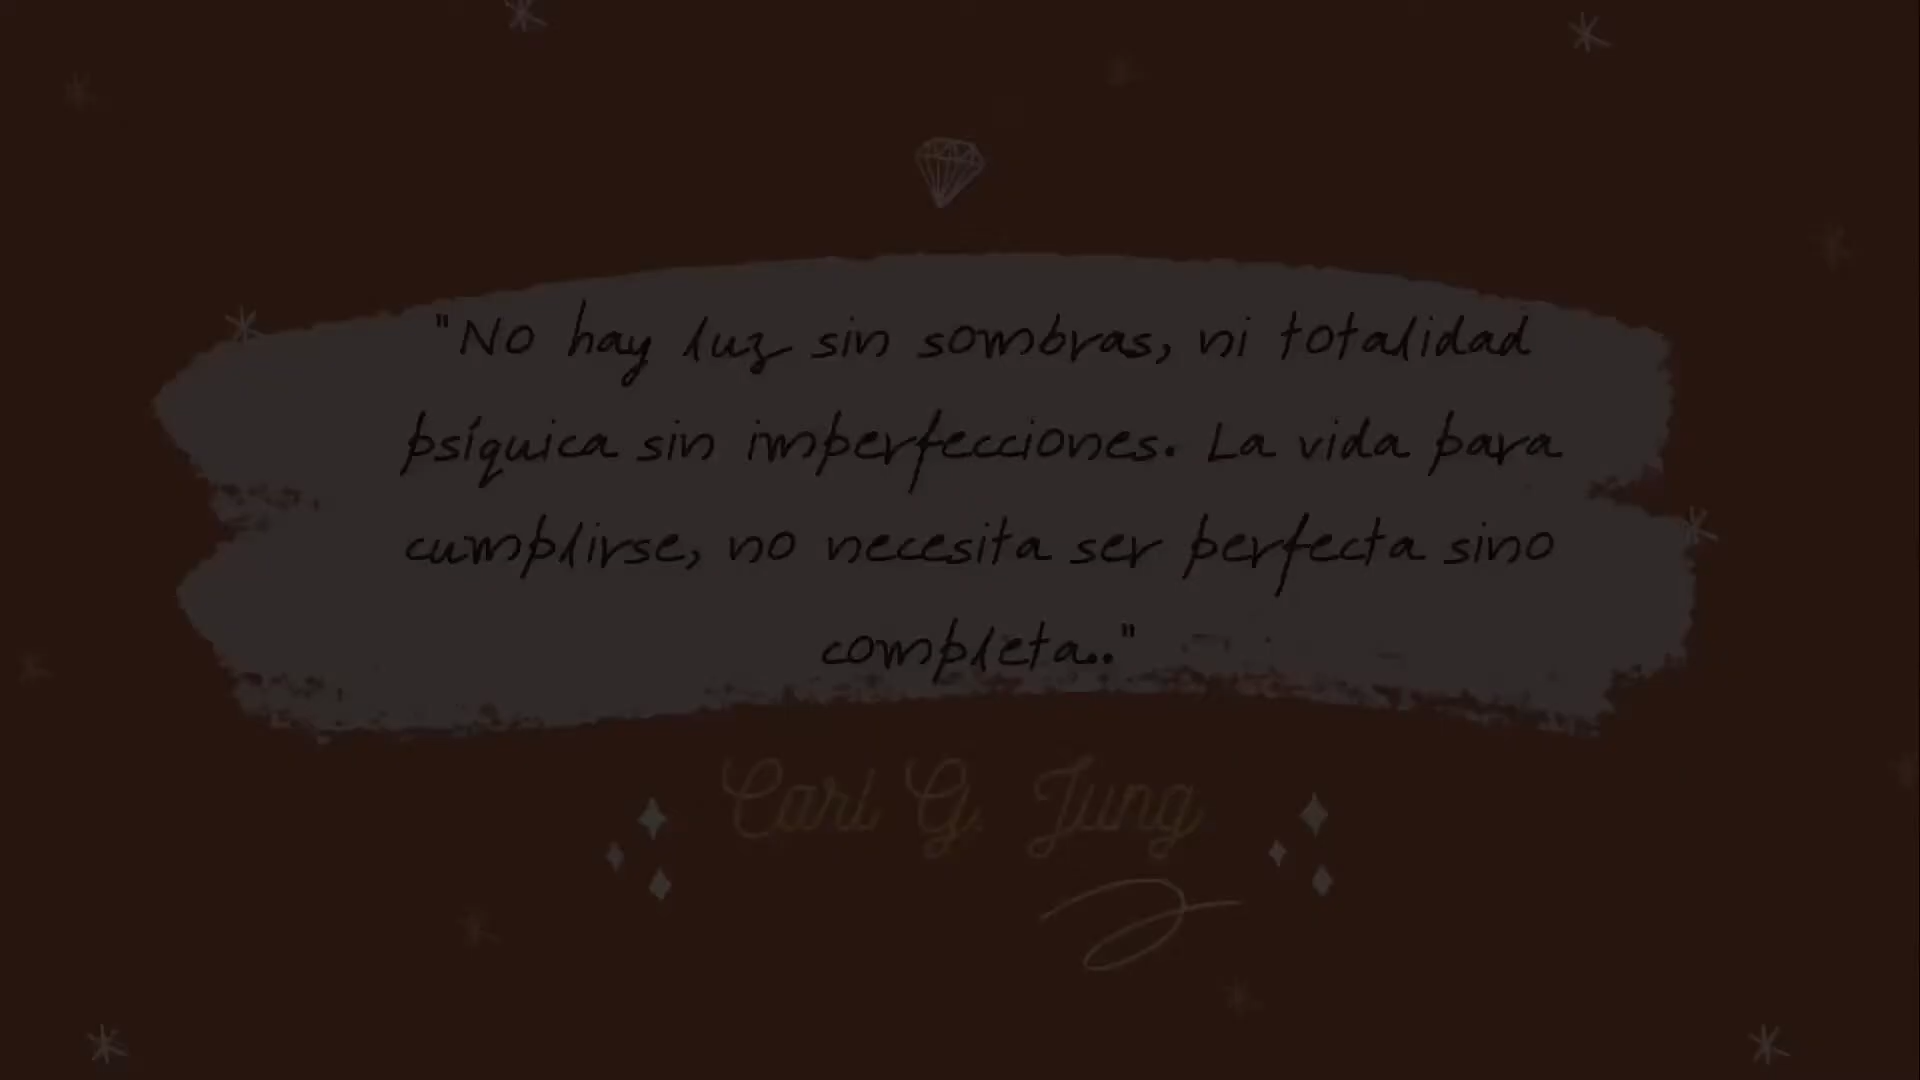 "No hay luz sin sombras, ni totalidad
psíquica sin imperfecciones. La vida para
cumplirse, no necesita ser perfecta sino
completa.."
Carl G. Jung